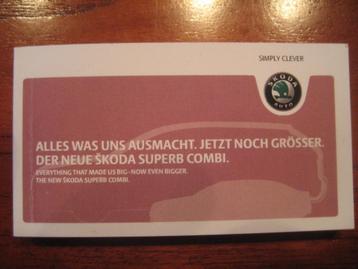 SIMPLY CLEVER
ŠKODA
AUTO
ALLES WAS UNS AUSMACHT. JETZT NOCH GRÖSSER.
DER NEUE ŠKODA SUPERB COMBI.
EVERYTHING THAT MADE US BIG–NOW EVEN BIGGER.
THE NEW ŠKODA SUPERB COMBI.